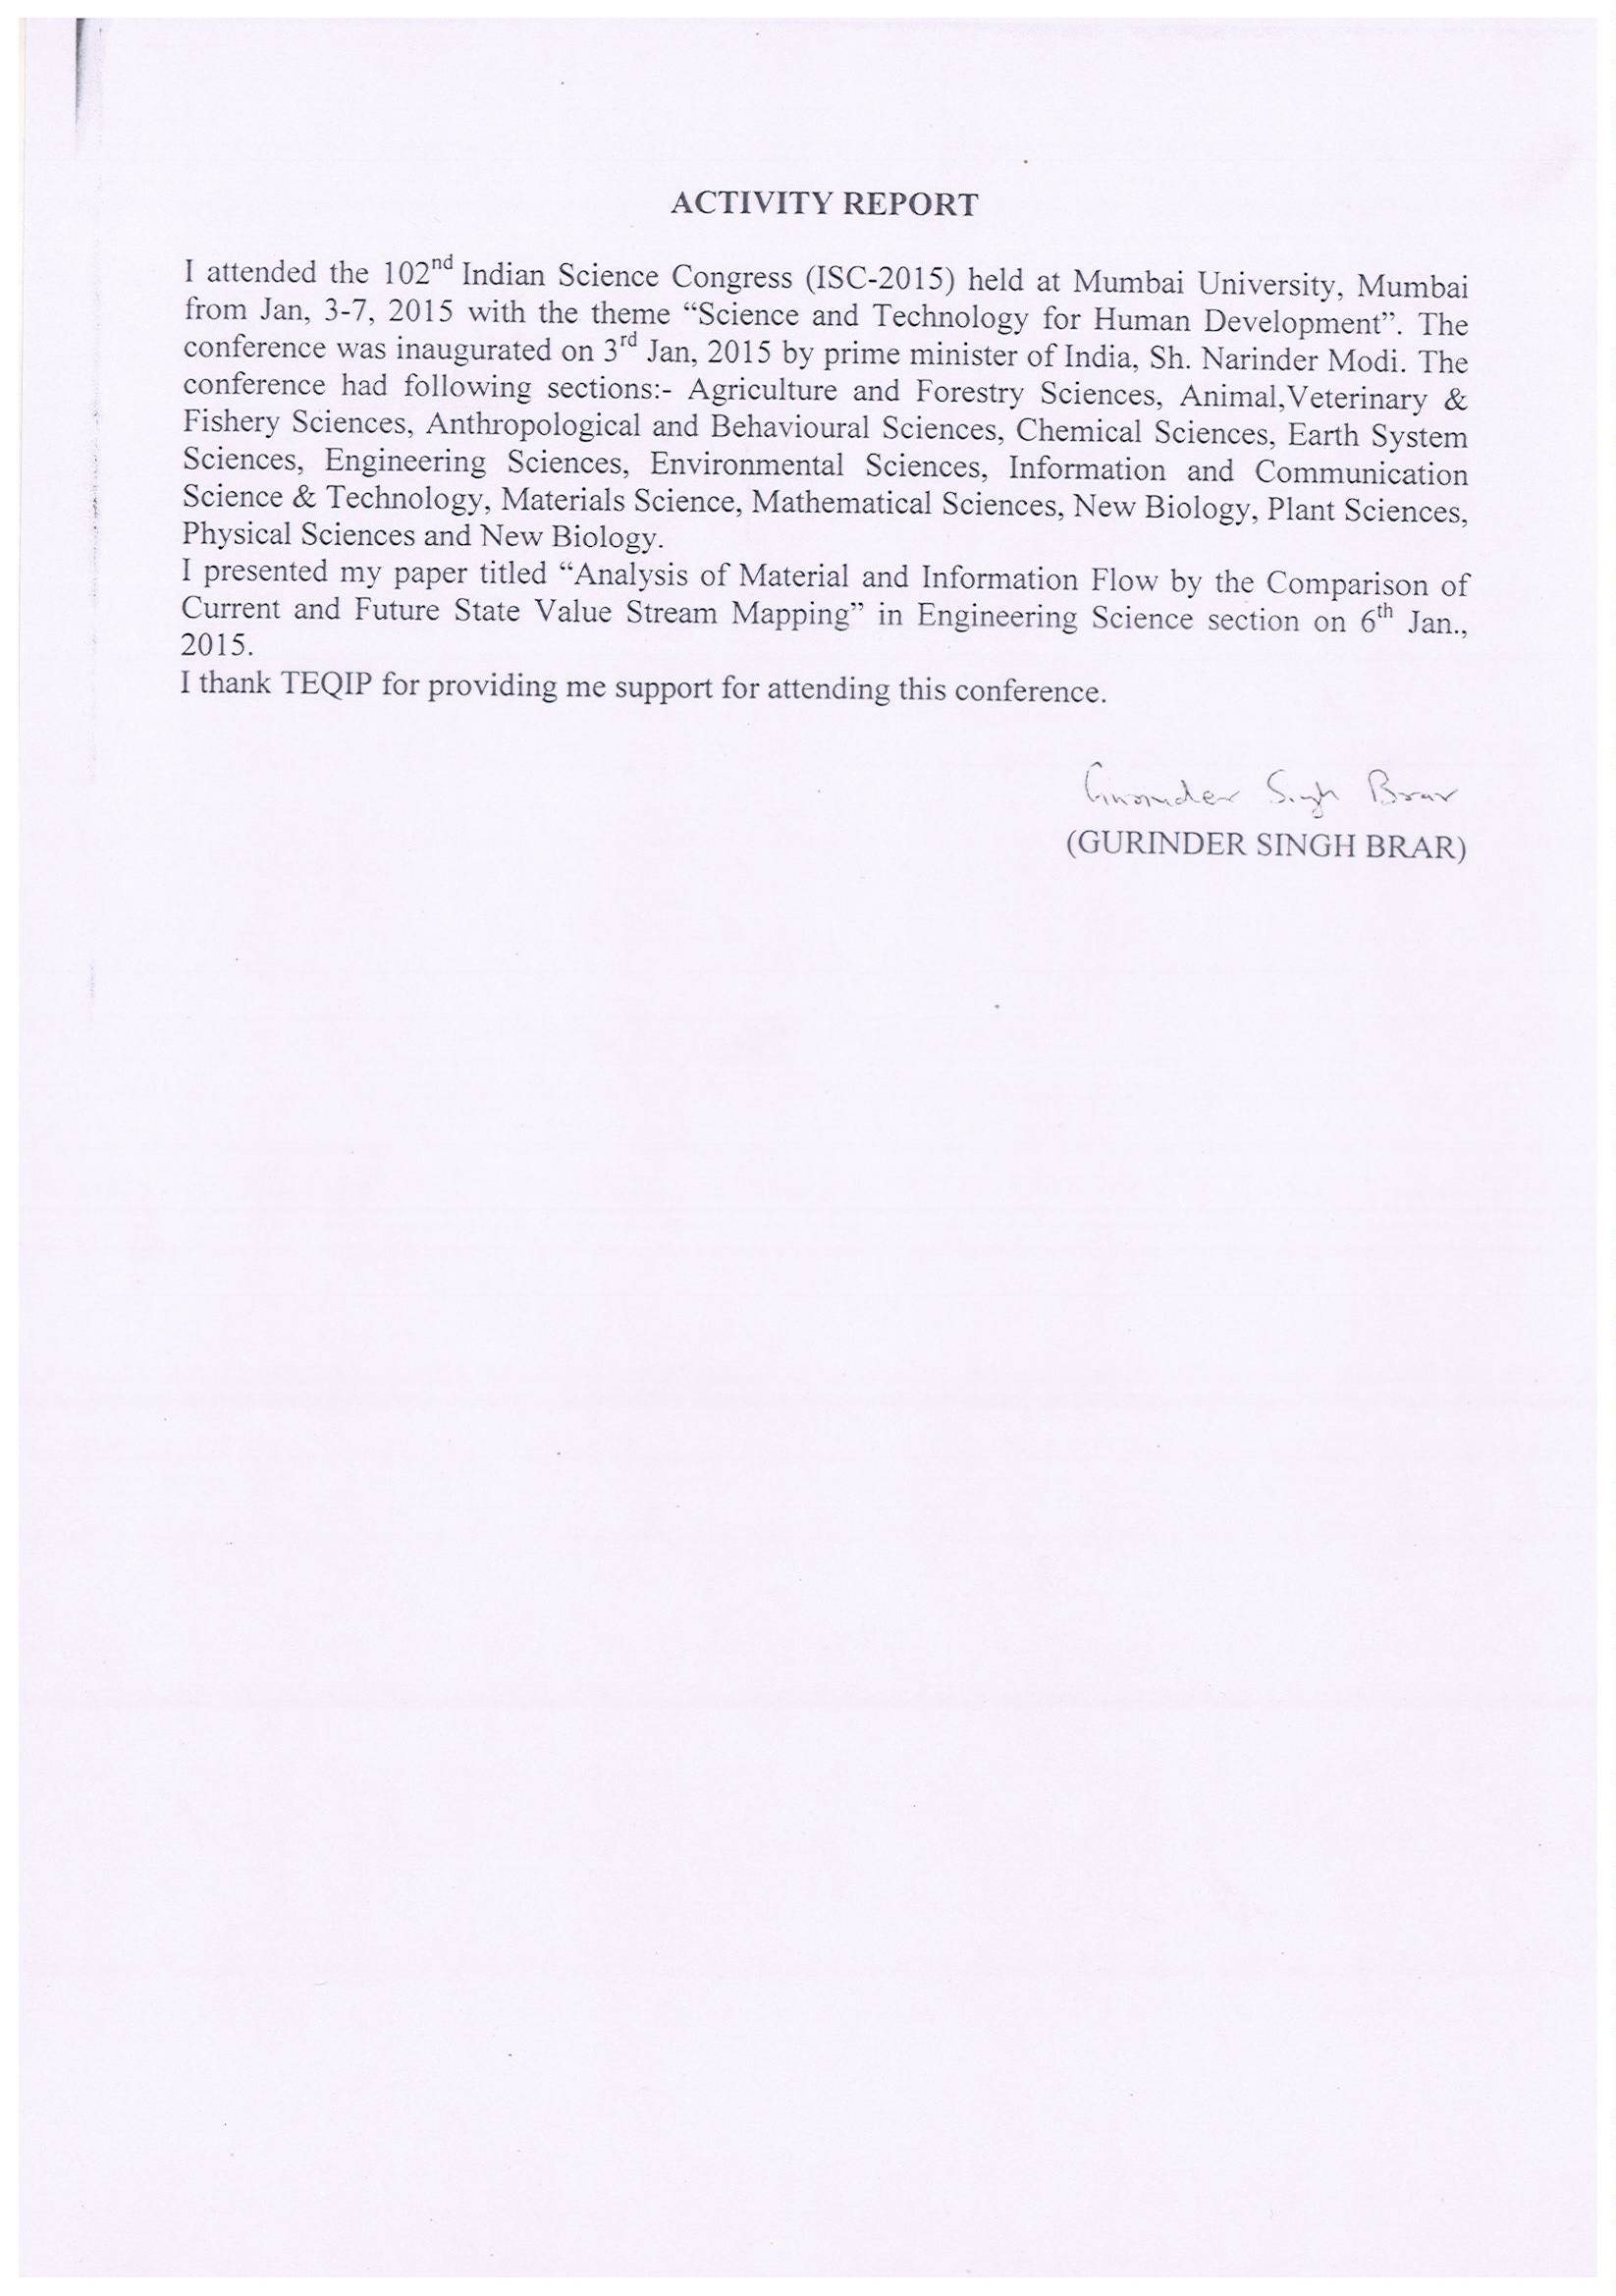 ACTIVITY REPORT
I attended the 102nd Indian Science Congress (ISC-2015) held at Mumbai University, Mumbai
from Jan, 3-7, 2015 with the theme “Science and Technology for Human Development”. The
conference was inaugurated on 3rd Jan, 2015 by prime minister of India, Sh. Narinder Modi. The
conference had following sections:- Agriculture and Forestry Sciences, Animal,Veterinary &
Fishery Sciences, Anthropological and Behavioural Sciences, Chemical Sciences, Earth System
Sciences, Engineering Sciences, Environmental Sciences, Information and Communication
Science & Technology, Materials Science, Mathematical Sciences, New Biology, Plant Sciences,
Physical Sciences and New Biology.
I presented my paper titled “Analysis of Material and Information Flow by the Comparison of
Current and Future State Value Stream Mapping” in Engineering Science section on 6th Jan.,
2015.
I thank TEQIP for providing me support for attending this conference.
Gurinder Singh Brar
(GURINDER SINGH BRAR)